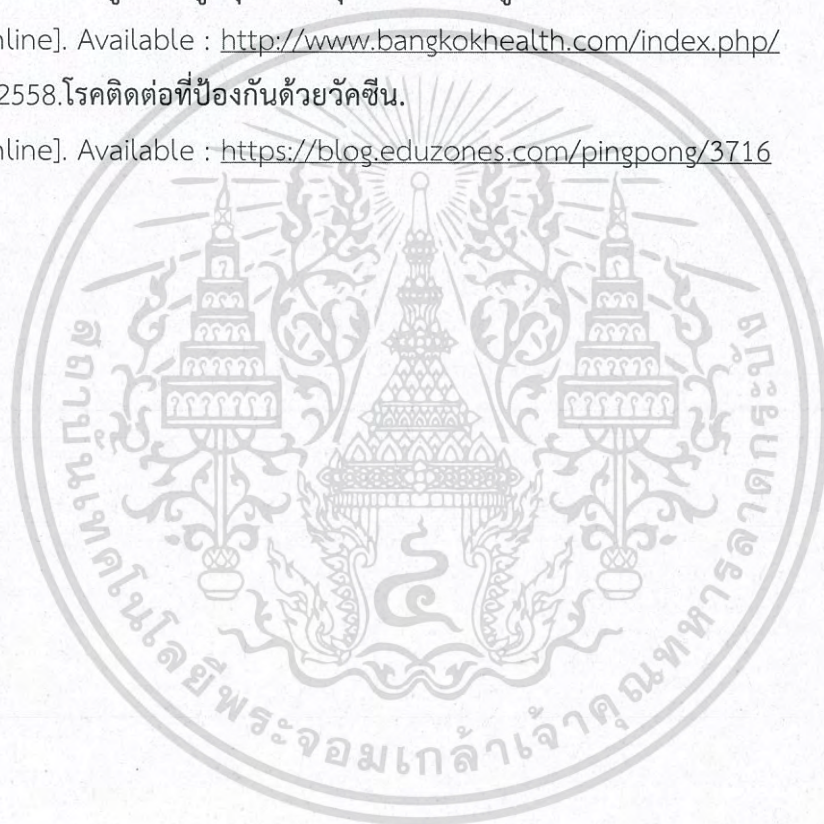 nline]. Available : http://www.bangkokhealth.com/index.php/
2558.โรคติดต่อที่ป้องกันด้วยวัคซีน.
nline]. Available : https://blog.eduzones.com/pingpong/3716
๔
สถาบันเทคโนโลยีพระจอมเกล้าเจ้าคุณทหารลาดกระบัง